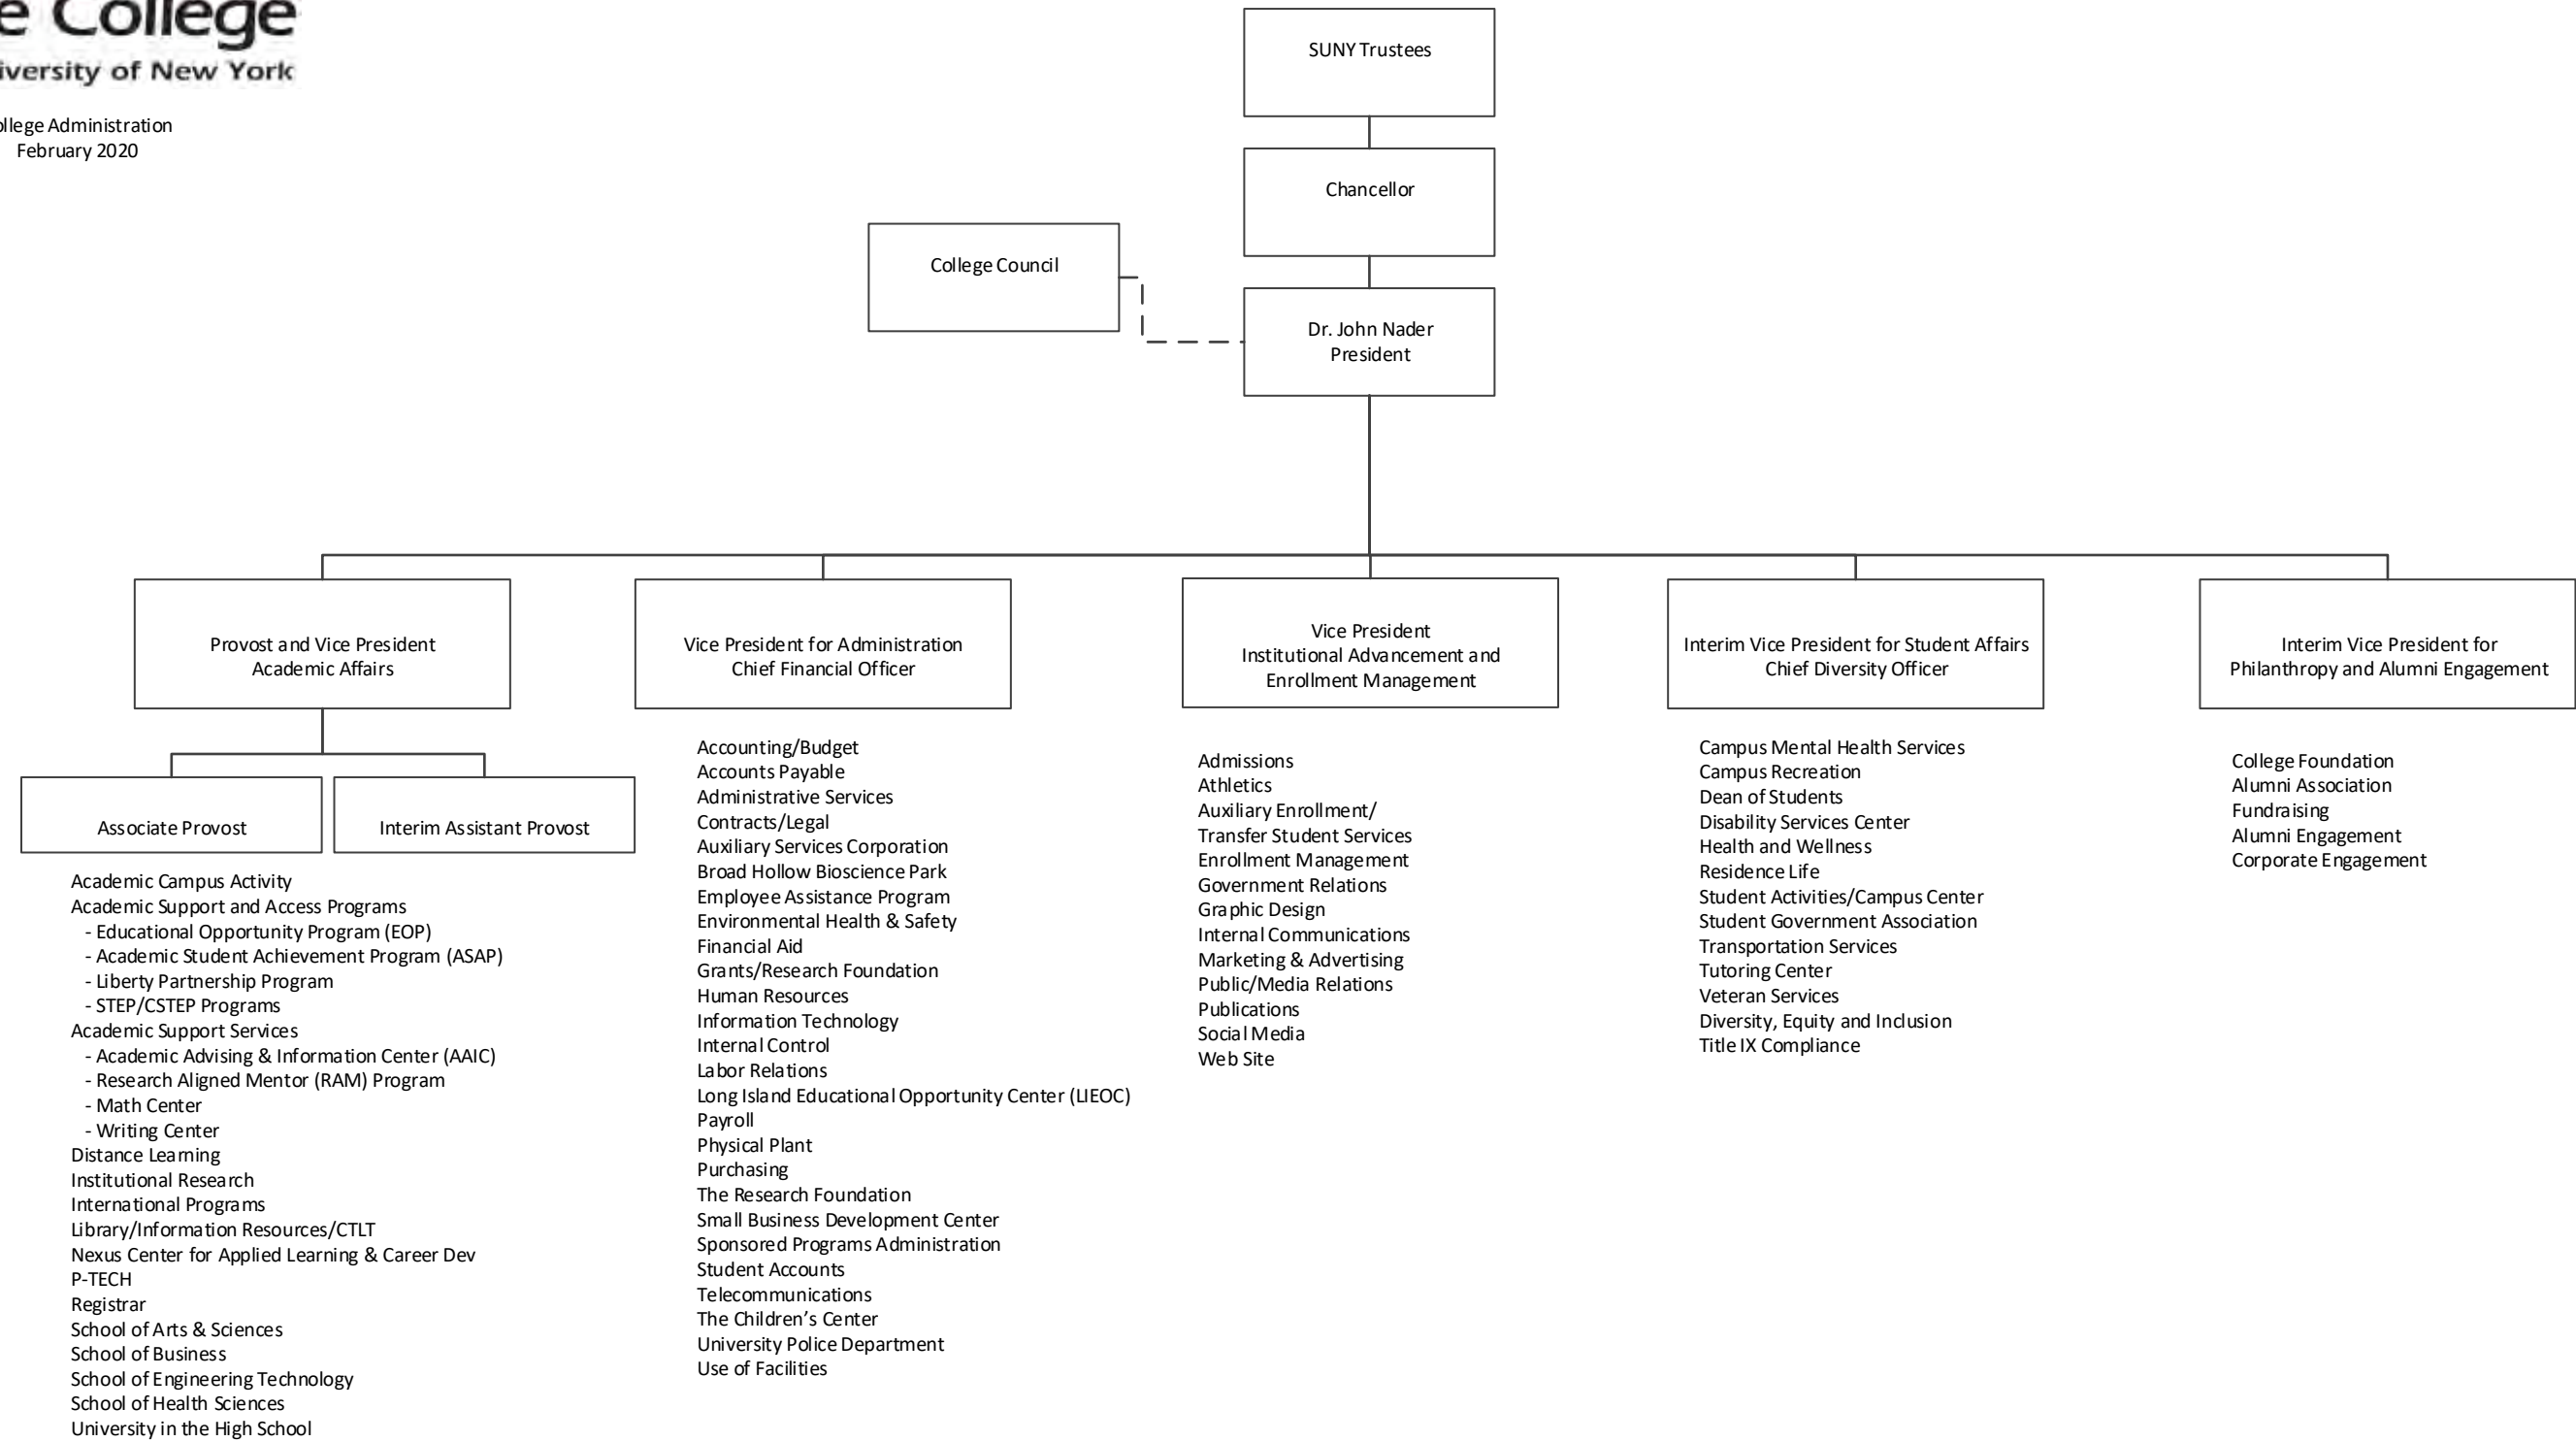 e College
iversity of New York
ollege Administration
February 2020
SUNY Trustees
Chancellor
College Council
Dr. John Nader
President
Provost and Vice President
Academic Affairs
Vice President for Administration
Chief Financial Officer
Vice President
Institutional Advancement and
Enrollment Management
Interim Vice President for Student Affairs
Chief Diversity Officer
Interim Vice President for
Philanthropy and Alumni Engagement
Associate Provost
Interim Assistant Provost
Academic Campus Activity
Academic Support and Access Programs
- Educational Opportunity Program (EOP)
- Academic Student Achievement Program (ASAP)
- Liberty Partnership Program
- STEP/CSTEP Programs
Academic Support Services
- Academic Advising & Information Center (AAIC)
- Research Aligned Mentor (RAM) Program
- Math Center
- Writing Center
Distance Learning
Institutional Research
International Programs
Library/Information Resources/CTLT
Nexus Center for Applied Learning & Career Dev
P-TECH
Registrar
School of Arts & Sciences
School of Business
School of Engineering Technology
School of Health Sciences
University in the High School
Accounting/Budget
Accounts Payable
Administrative Services
Contracts/Legal
Auxiliary Services Corporation
Broad Hollow Bioscience Park
Employee Assistance Program
Environmental Health & Safety
Financial Aid
Grants/Research Foundation
Human Resources
Information Technology
Internal Control
Labor Relations
Long Island Educational Opportunity Center (LIEOC)
Payroll
Physical Plant
Purchasing
The Research Foundation
Small Business Development Center
Sponsored Programs Administration
Student Accounts
Telecommunications
The Children’s Center
University Police Department
Use of Facilities
Admissions
Athletics
Auxiliary Enrollment/
Transfer Student Services
Enrollment Management
Government Relations
Graphic Design
Internal Communications
Marketing & Advertising
Public/Media Relations
Publications
Social Media
Web Site
Campus Mental Health Services
Campus Recreation
Dean of Students
Disability Services Center
Health and Wellness
Residence Life
Student Activities/Campus Center
Student Government Association
Transportation Services
Tutoring Center
Veteran Services
Diversity, Equity and Inclusion
Title IX Compliance
College Foundation
Alumni Association
Fundraising
Alumni Engagement
Corporate Engagement